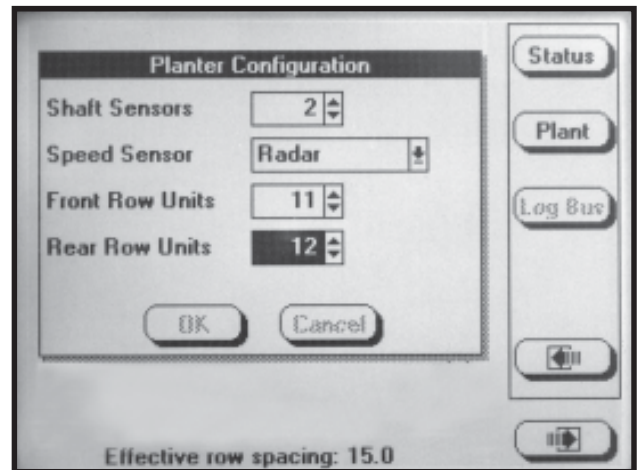 Planter Configuration
Shaft Sensors 2
Speed Sensor Radar
Front Row Units 11
Rear Row Units 12
OK Cancel
Effective row spacing: 15.0
Status
Plant
Log Bus